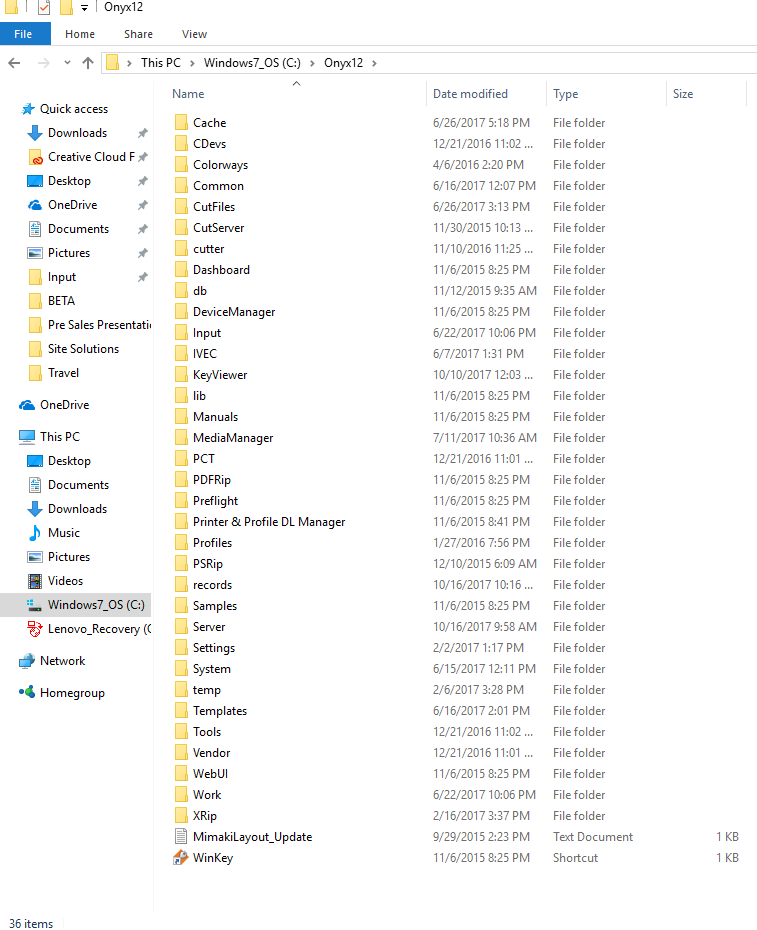 Onyx12
File Home Share View
This PC Windows7_OS (C:) Onyx12
Name Date modified Type Size
Quick access
Downloads
Creative Cloud F
Desktop
OneDrive
Documents
Pictures
Input
BETA
Pre Sales Presentati
Site Solutions
Travel
OneDrive
This PC
Desktop
Documents
Downloads
Music
Pictures
Videos
Windows7_OS (C:)
Lenovo_Recovery (
Network
Homegroup
Cache 6/26/2017 5:18 PM File folder
CDevs 12/21/2016 11:02 ... File folder
Colorways 4/6/2016 2:20 PM File folder
Common 6/16/2017 12:07 PM File folder
CutFiles 6/26/2017 3:13 PM File folder
CutServer 11/30/2015 10:13 ... File folder
cutter 11/10/2016 11:25 ... File folder
Dashboard 11/6/2015 8:25 PM File folder
db 11/12/2015 9:35 AM File folder
DeviceManager 11/6/2015 8:25 PM File folder
Input 6/22/2017 10:06 PM File folder
IVEC 6/7/2017 1:31 PM File folder
KeyViewer 10/10/2017 12:03 ... File folder
lib 11/6/2015 8:25 PM File folder
Manuals 11/6/2015 8:25 PM File folder
MediaManager 7/11/2017 10:36 AM File folder
PCT 12/21/2016 11:01 ... File folder
PDFRip 11/6/2015 8:25 PM File folder
Preflight 11/6/2015 8:25 PM File folder
Printer & Profile DL Manager 11/6/2015 8:41 PM File folder
Profiles 1/27/2016 7:56 PM File folder
PSRip 12/10/2015 6:09 AM File folder
records 10/16/2017 10:16 ... File folder
Samples 11/6/2015 8:25 PM File folder
Server 10/16/2017 9:58 AM File folder
Settings 2/2/2017 1:17 PM File folder
System 6/15/2017 12:11 PM File folder
temp 2/6/2017 3:28 PM File folder
Templates 6/16/2017 2:01 PM File folder
Tools 12/21/2016 11:02 ... File folder
Vendor 12/21/2016 11:01 ... File folder
WebUI 11/6/2015 8:25 PM File folder
Work 6/22/2017 10:06 PM File folder
XRip 2/16/2017 3:37 PM File folder
MimakiLayout_Update 9/29/2015 2:23 PM Text Document 1 KB
WinKey 11/6/2015 8:25 PM Shortcut 1 KB
36 items